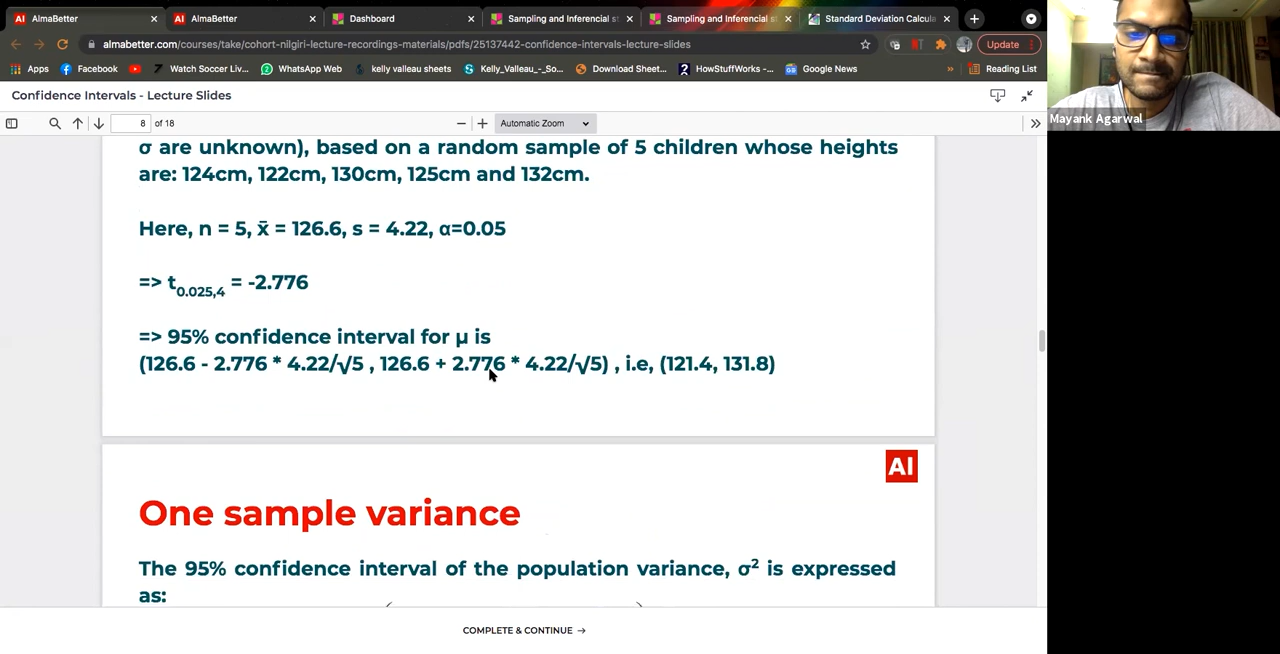 AI AlmaBetter
AI AlmaBetter
Dashboard
Sampling and Inferencial st
Sampling and Inferencial st
Standard Deviation Calcula
almabetter.com/courses/take/cohort-nilgiri-lecture-recordings-materials/pdfs/25137442-confidence-intervals-lecture-slides
Update
Apps
Facebook
Watch Soccer Liv...
WhatsApp Web
kelly valleau sheets
Kelly_Valleau_-_So...
Download Sheet...
HowStuffWorks -...
Google News
»
Reading List
Confidence Intervals - Lecture Slides
8 of 18
Automatic Zoom
Mayank Agarwal
σ are unknown), based on a random sample of 5 children whose heights
are: 124cm, 122cm, 130cm, 125cm and 132cm.
Here, n = 5, x̄ = 126.6, s = 4.22, α=0.05
=> t0.025,4 = -2.776
=> 95% confidence interval for μ is
(126.6 - 2.776 * 4.22/√5 , 126.6 + 2.776 * 4.22/√5) , i.e, (121.4, 131.8)
AI
One sample variance
The 95% confidence interval of the population variance, σ² is expressed
as:
COMPLETE & CONTINUE →